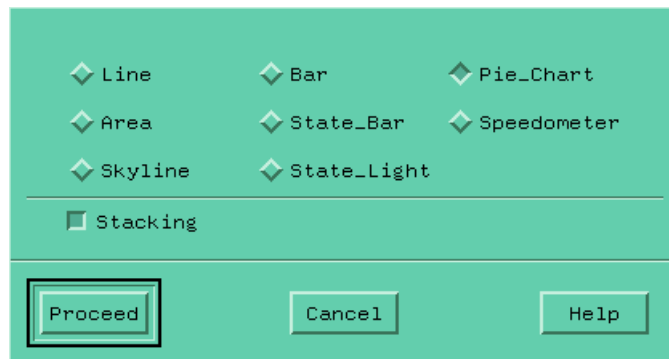 Line Bar Pie_Chart
Area State_Bar Speedometer
Skyline State_Light
Stacking
Proceed Cancel Help